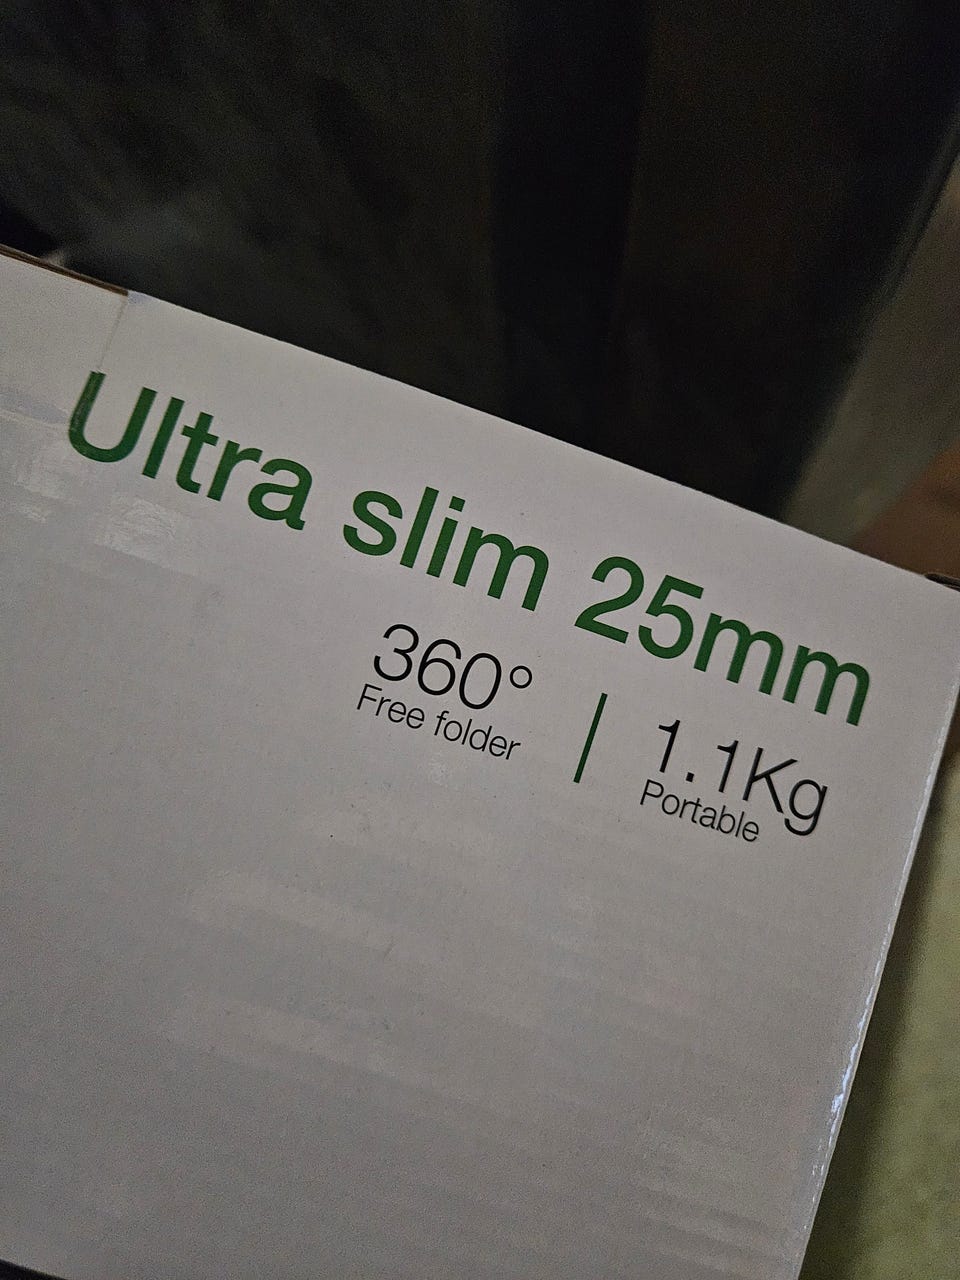 Ultra slim 25mm
360° | 1.1Kg
Free folder Portable